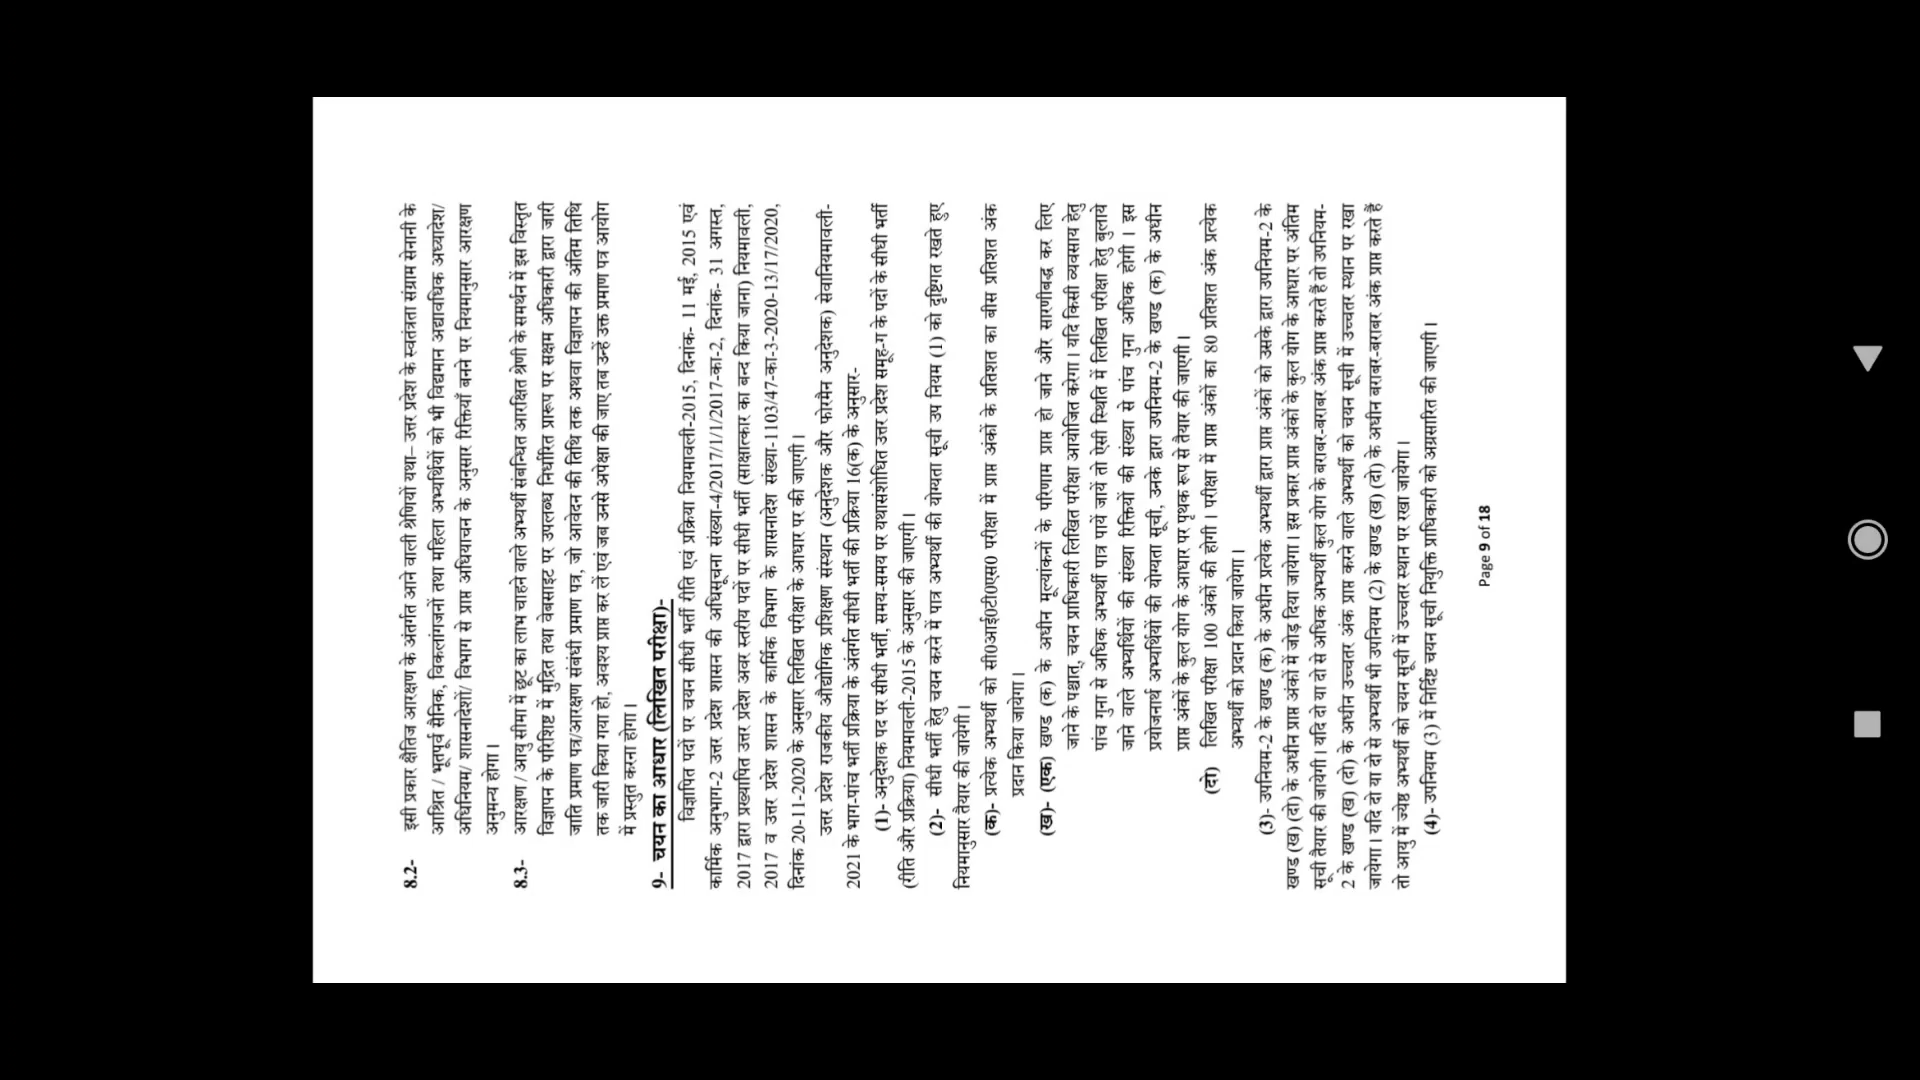 8.2- इसी प्रकार क्षैतिज आरक्षण के अंतर्गत आने वाली श्रेणियों यथा– उत्तर प्रदेश के स्वतंत्रता संग्राम सेनानी के
आश्रित / भूतपूर्व सैनिक, विकलांगजनों तथा महिला अभ्यर्थियों को भी विद्यमान अद्यावधिक अध्यादेश/
अधिनियम/ शासनादेशों/ विभाग से प्राप्त अधियाचन के अनुसार रिक्तियाँ बनने पर नियमानुसार आरक्षण
अनुमन्य होगा।
8.3- आरक्षण / आयु सीमा में छूट का लाभ चाहने वाले अभ्यर्थी संबन्धित आरक्षित श्रेणी के समर्थन में इस विस्तृत
विज्ञापन के परिशिष्ट में मुद्रित तथा वेबसाइट पर उपलब्ध निर्धारित प्रारूप पर सक्षम अधिकारी द्वारा जारी
जाति प्रमाण पत्र/आरक्षण संबंधी प्रमाण पत्र, जो आवेदन की तिथि तक अथवा विज्ञापन की अंतिम तिथि
तक जारी किया गया हो, अवश्य प्राप्त कर लें एवं जब उनसे अपेक्षा की जाए तब उन्हें उक्त प्रमाण पत्र आयोग
में प्रस्तुत करना होगा।
9- चयन का आधार (लिखित परीक्षा)-
विज्ञापित पदों पर चयन सीधी भर्ती रीति एवं प्रक्रिया नियमावली-2015, दिनांक- 11 मई, 2015 एवं
कार्मिक अनुभाग-2 उत्तर प्रदेश शासन की अधिसूचना संख्या-4/2017/1/1/2017-का-2, दिनांक- 31 अगस्त,
2017 द्वारा प्रख्यापित उत्तर प्रदेश अवर स्तरीय पदों पर सीधी भर्ती (साक्षात्कार का बन्द किया जाना) नियमावली,
2017 व उत्तर प्रदेश शासन के कार्मिक विभाग के शासनादेश संख्या-1103/47-का-3-2020-13/17/2020,
दिनांक 20-11-2020 के अनुसार लिखित परीक्षा के आधार पर की जाएगी।
उत्तर प्रदेश राजकीय औद्योगिक प्रशिक्षण संस्थान (अनुदेशक और फोरमैन अनुदेशक) सेवानियमावली-
2021 के भाग-पांच भर्ती प्रक्रिया के अंतर्गत सीधी भर्ती की प्रक्रिया 16(क) के अनुसार-
(1)- अनुदेशक पद पर सीधी भर्ती, समय-समय पर यथासंशोधित उत्तर प्रदेश समूह-ग के पदों के सीधी भर्ती
(रीति और प्रक्रिया) नियमावली-2015 के अनुसार की जाएगी।
(2)- सीधी भर्ती हेतु चयन करने में पात्र अभ्यर्थी की योग्यता सूची उप नियम (1) को दृष्टिगत रखते हुए
नियमानुसार तैयार की जायेगी।
(क)- प्रत्येक अभ्यर्थी को सी0आई0टी0एस0 परीक्षा में प्राप्त अंकों के प्रतिशत का बीस प्रतिशत अंक
प्रदान किया जायेगा।
(ख)- (एक) खण्ड (क) के अधीन मूल्यांकनों के परिणाम प्राप्त हो जाने और सारणीबद्ध कर लिए
जाने के पश्चात्, चयन प्राधिकारी लिखित परीक्षा आयोजित करेगा। यदि किसी व्यवसाय हेतु
पांच गुना से अधिक अभ्यर्थी पात्र पायें जायें तो ऐसी स्थिति में लिखित परीक्षा हेतु बुलाये
जाने वाले अभ्यर्थियों की संख्या रिक्तियों की संख्या से पांच गुना अधिक होगी । इस
प्रयोजनार्थ अभ्यर्थियों की योग्यता सूची, उनके द्वारा उपनियम-2 के खण्ड (क) के अधीन
प्राप्त अंकों के कुल योग के आधार पर पृथक रूप से तैयार की जाएगी।
(दो) लिखित परीक्षा 100 अंकों की होगी । परीक्षा में प्राप्त अंकों का 80 प्रतिशत अंक प्रत्येक
अभ्यर्थी को प्रदान किया जायेगा।
(3)- उपनियम-2 के खण्ड (क) के अधीन प्रत्येक अभ्यर्थी द्वारा प्राप्त अंकों को उसके द्वारा उपनियम-2 के
खण्ड (ख) (दो) के अधीन प्राप्त अंकों में जोड़ दिया जायेगा। इस प्रकार प्राप्त अंकों के कुल योग के आधार पर अंतिम
सूची तैयार की जायेगी। यदि दो या दो से अधिक अभ्यर्थी कुल योग के बराबर-बराबर अंक प्राप्त करते हैं तो उपनियम-
2 के खण्ड (ख) (दो) के अधीन उच्चतर अंक प्राप्त करने वाले अभ्यर्थी को चयन सूची में उच्चतर स्थान पर रखा
जायेगा। यदि दो या दो से अभ्यर्थी भी उपनियम (2) के खण्ड (ख) (दो) के अधीन बराबर-बराबर अंक प्राप्त करते हैं
तो आयु में ज्येष्ठ अभ्यर्थी को चयन सूची में उच्चतर स्थान पर रखा जायेगा।
(4)- उपनियम (3) में निर्दिष्ट चयन सूची नियुक्ति प्राधिकारी को अग्रसारित की जाएगी।
Page 9 of 18